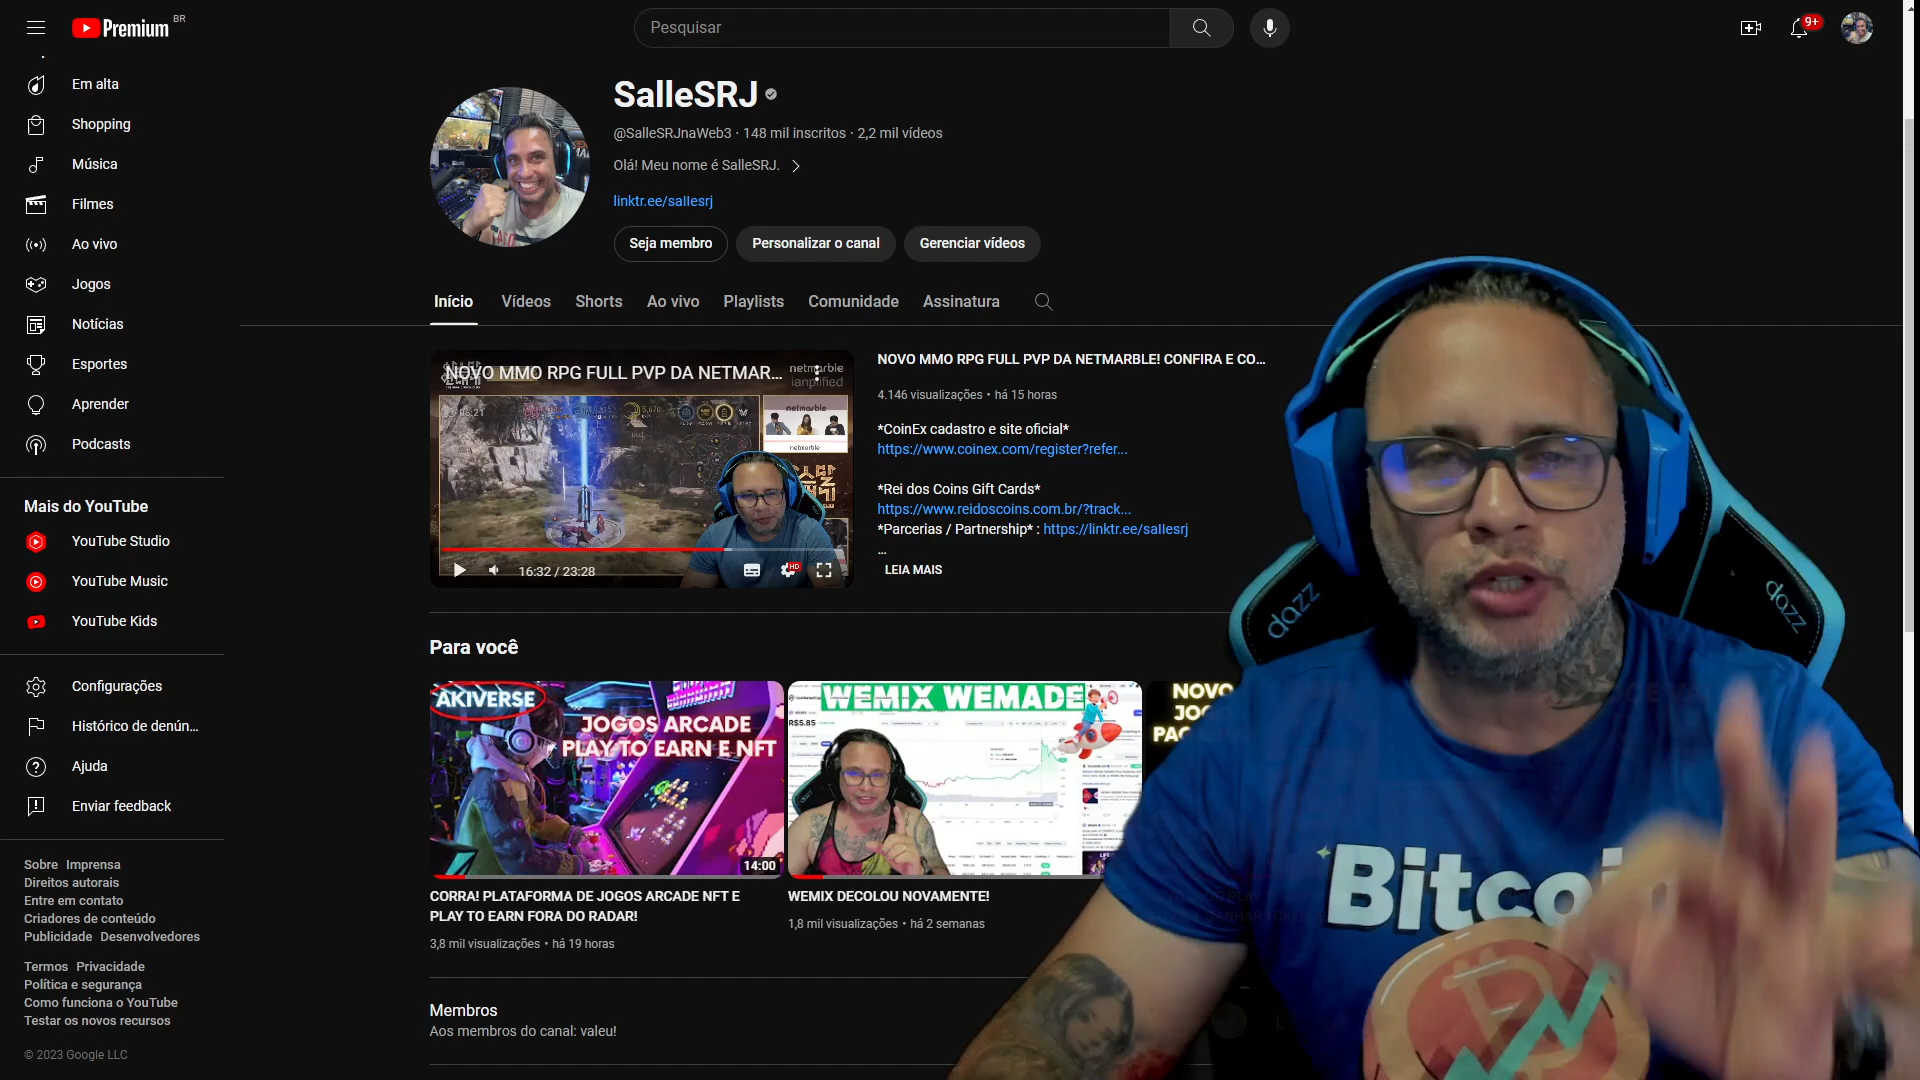 Premium BR
Pesquisar
9+
Em alta
Shopping
Música
Filmes
Ao vivo
Jogos
Notícias
Esportes
Aprender
Podcasts
Mais do YouTube
YouTube Studio
YouTube Music
YouTube Kids
Configurações
Histórico de denún...
Ajuda
Enviar feedback
Sobre Imprensa
Direitos autorais
Entre em contato
Criadores de conteúdo
Publicidade Desenvolvedores
Termos Privacidade
Política e segurança
Como funciona o YouTube
Testar os novos recursos
© 2023 Google LLC
SalleSRJ
@SalleSRJnaWeb3 · 148 mil inscritos · 2,2 mil vídeos
Olá! Meu nome é SalleSRJ.
linktr.ee/sallesrj
Seja membro
Personalizar o canal
Gerenciar vídeos
Início
Vídeos
Shorts
Ao vivo
Playlists
Comunidade
Assinatura
NOVO MMO RPG FULL PVP DA NETMAR...
netmarble
netmarble
netmarble
16:32 / 23:28
HD
NOVO MMO RPG FULL PVP DA NETMARBLE! CONFIRA E CO...
4.146 visualizações • há 15 horas
*CoinEx cadastro e site oficial*
https://www.coinex.com/register?refer...
*Rei dos Coins Gift Cards*
https://www.reidoscoins.com.br/?track...
*Parcerias / Partnership* : https://linktr.ee/sallesrj
...
LEIA MAIS
Para você
AKIVERSE
JOGOS ARCADE
PLAY TO EARN E NFT
14:00
CORRA! PLATAFORMA DE JOGOS ARCADE NFT E
PLAY TO EARN FORA DO RADAR!
3,8 mil visualizações • há 19 horas
WEMIX WEMADE
R$5.85
WEMIX DECOLOU NOVAMENTE!
1,8 mil visualizações • há 2 semanas
NOVO
Membros
Aos membros do canal: valeu!
dazz
dazz